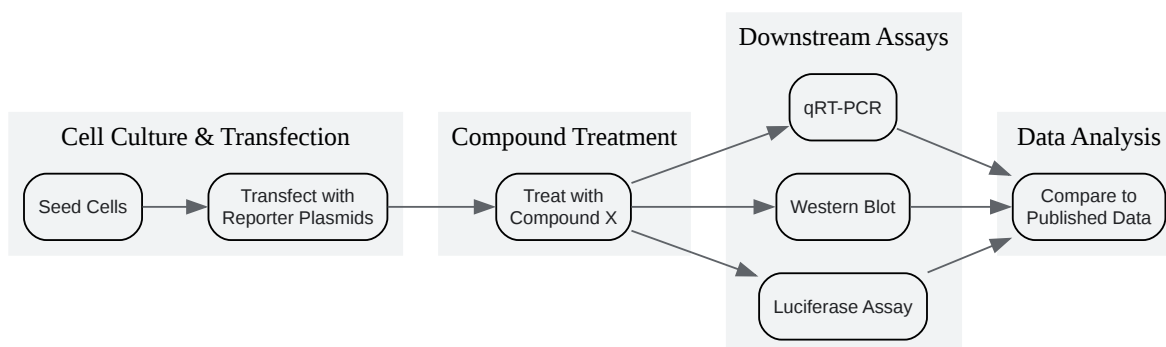 Cell Culture & Transfection
Seed Cells
Transfect with
Reporter Plasmids
Compound Treatment
Treat with
Compound X
Downstream Assays
qRT-PCR
Western Blot
Luciferase Assay
Data Analysis
Compare to
Published Data